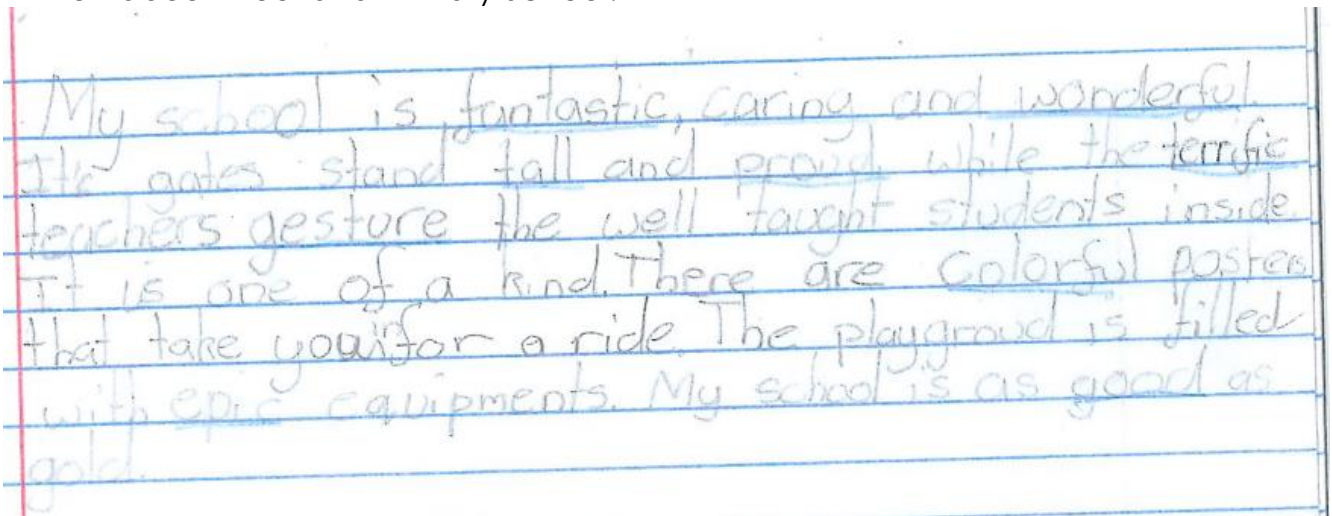 My school is fantastic, caring and wonderful.
It's gates stand tall and proud while the terrific
teachers gesture the well taught students inside
It is one of a kind. There are colorful posters
that take you in for a ride. The playgroud is filled
with epic equipments. My school is as good as
gold.